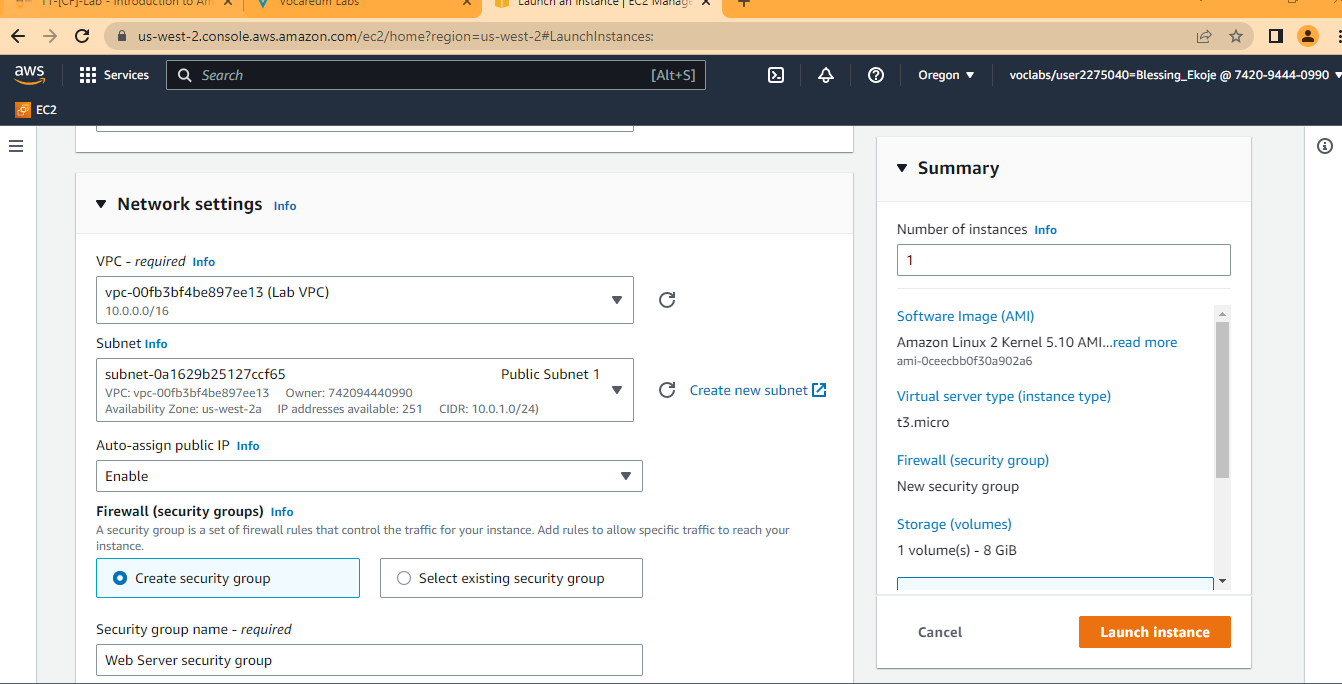 11-[CF]-Lab - Introduction to Am
Vocareum Labs
Launch an instance | EC2 Manage
us-west-2.console.aws.amazon.com/ec2/home?region=us-west-2#LaunchInstances:
aws
Services
Search
[Alt+S]
Oregon
voclabs/user2275040=Blessing_Ekoje @ 7420-9444-0990
EC2
Network settings Info
VPC - required Info
vpc-00fb3bf4be897ee13 (Lab VPC)
10.0.0.0/16
Subnet Info
subnet-0a1629b25127ccf65 Public Subnet 1
VPC: vpc-00fb3bf4be897ee13 Owner: 742094440990
Availability Zone: us-west-2a IP addresses available: 251 CIDR: 10.0.1.0/24)
Create new subnet
Auto-assign public IP Info
Enable
Firewall (security groups) Info
A security group is a set of firewall rules that control the traffic for your instance. Add rules to allow specific traffic to reach your
instance.
Create security group
Select existing security group
Security group name - required
Web Server security group
Summary
Number of instances Info
1
Software Image (AMI)
Amazon Linux 2 Kernel 5.10 AMI...read more
ami-0ceecbb0f30a902a6
Virtual server type (instance type)
t3.micro
Firewall (security group)
New security group
Storage (volumes)
1 volume(s) - 8 GiB
Cancel
Launch instance